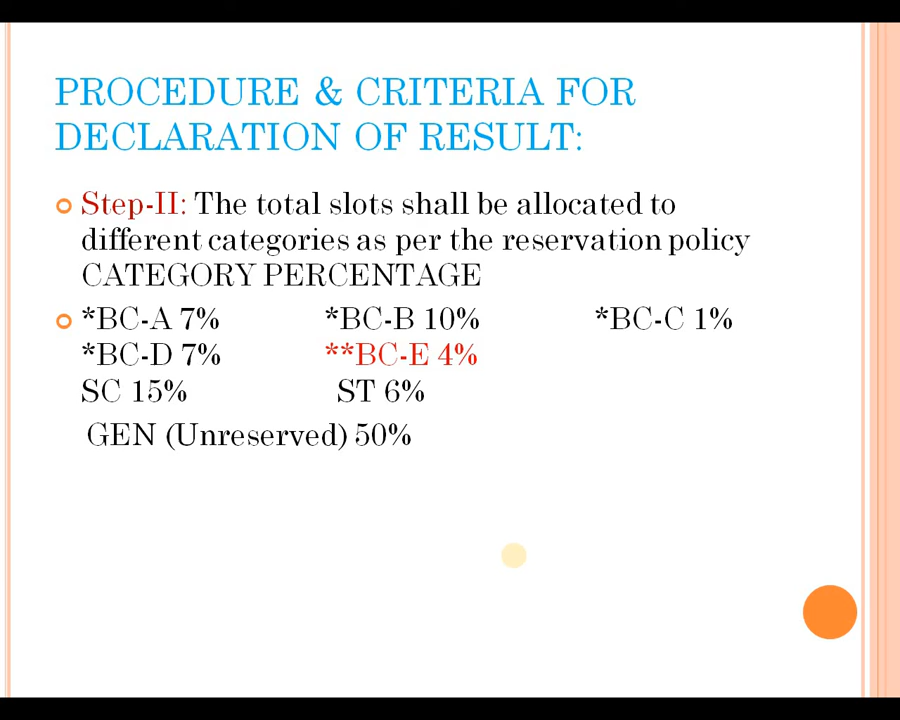 PROCEDURE & CRITERIA FOR
DECLARATION OF RESULT:
Step-II: The total slots shall be allocated to
different categories as per the reservation policy
CATEGORY PERCENTAGE
*BC-A 7% *BC-B 10% *BC-C 1%
*BC-D 7% **BC-E 4%
SC 15% ST 6%
GEN (Unreserved) 50%